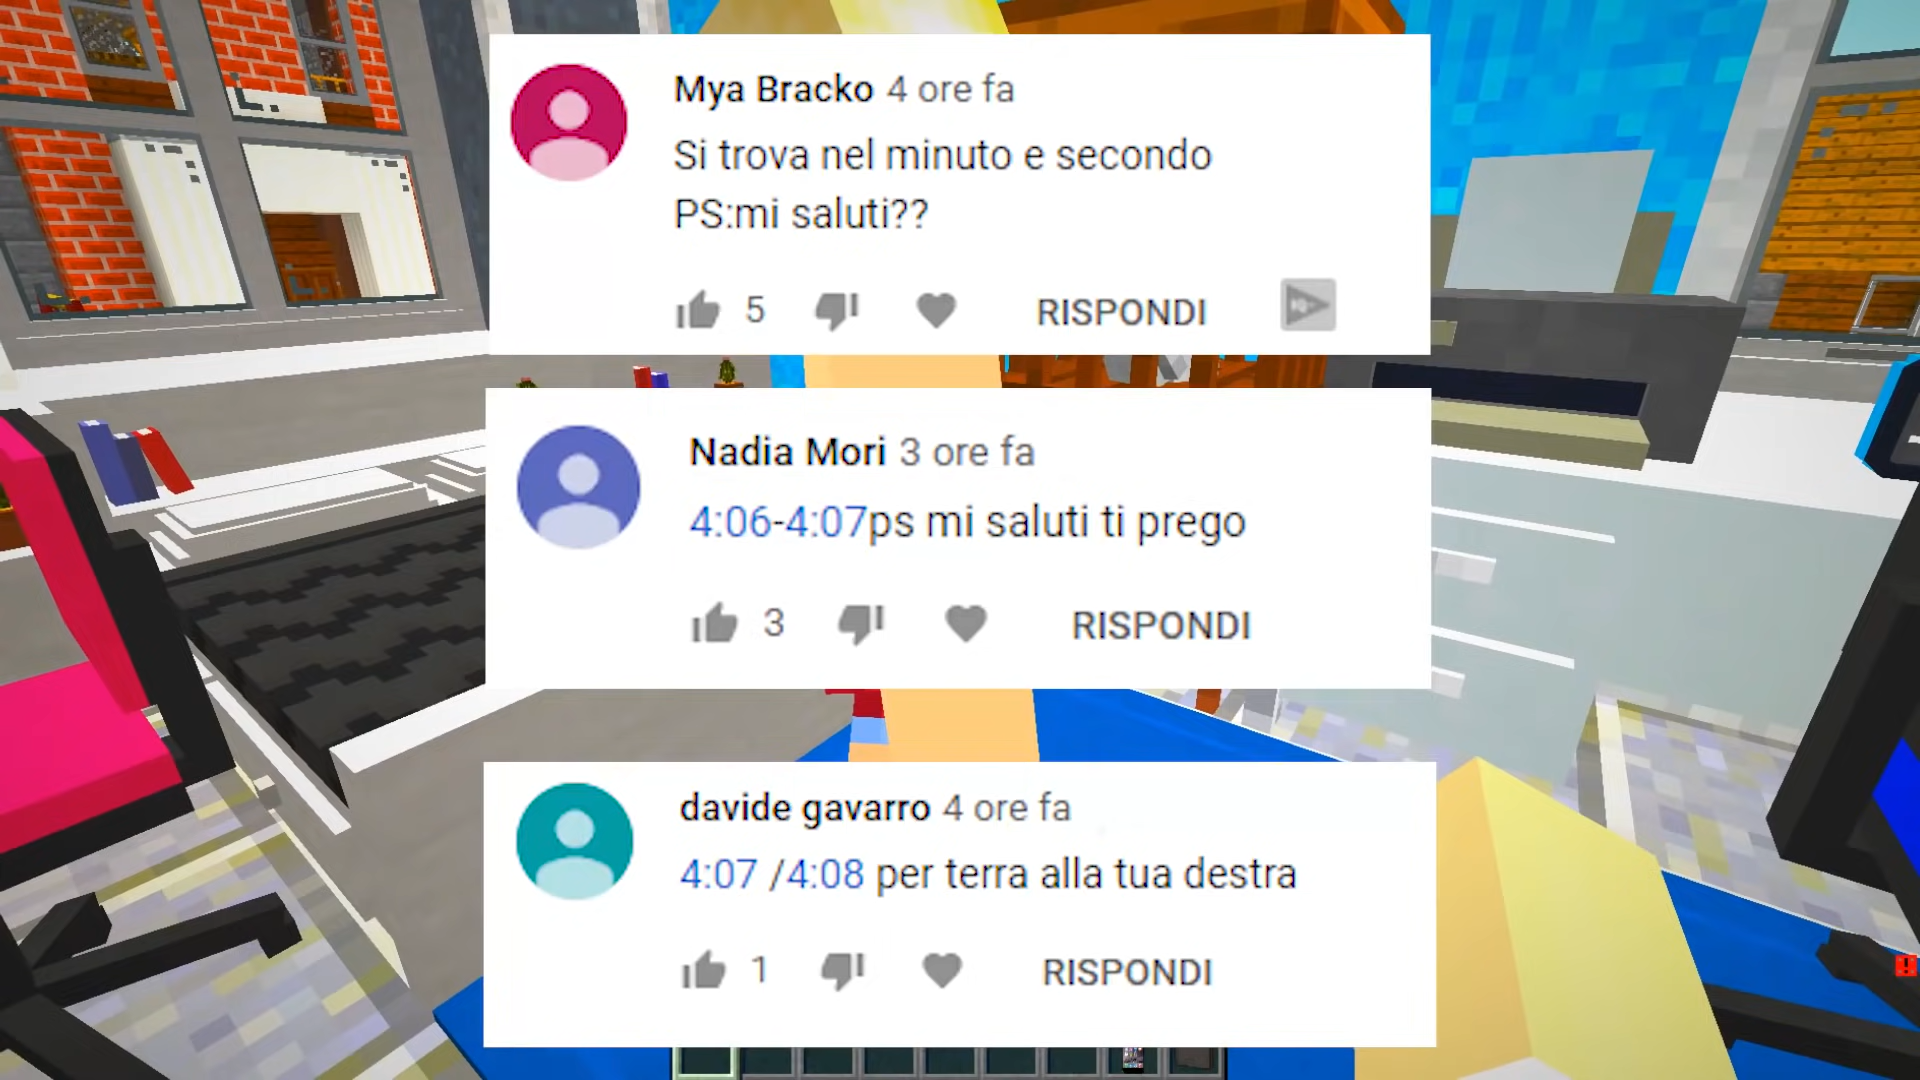 Mya Bracko 4 ore fa
Si trova nel minuto e secondo
PS:mi saluti??
5 RISPONDI
Nadia Mori 3 ore fa
4:06-4:07ps mi saluti ti prego
3 RISPONDI
davide gavarro 4 ore fa
4:07 /4:08 per terra alla tua destra
1 RISPONDI